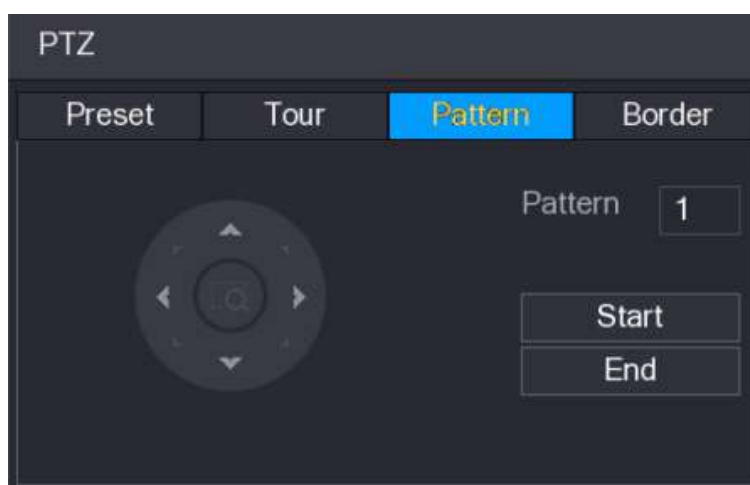 PTZ
Preset Tour Pattern Border
Pattern 1
Start
End